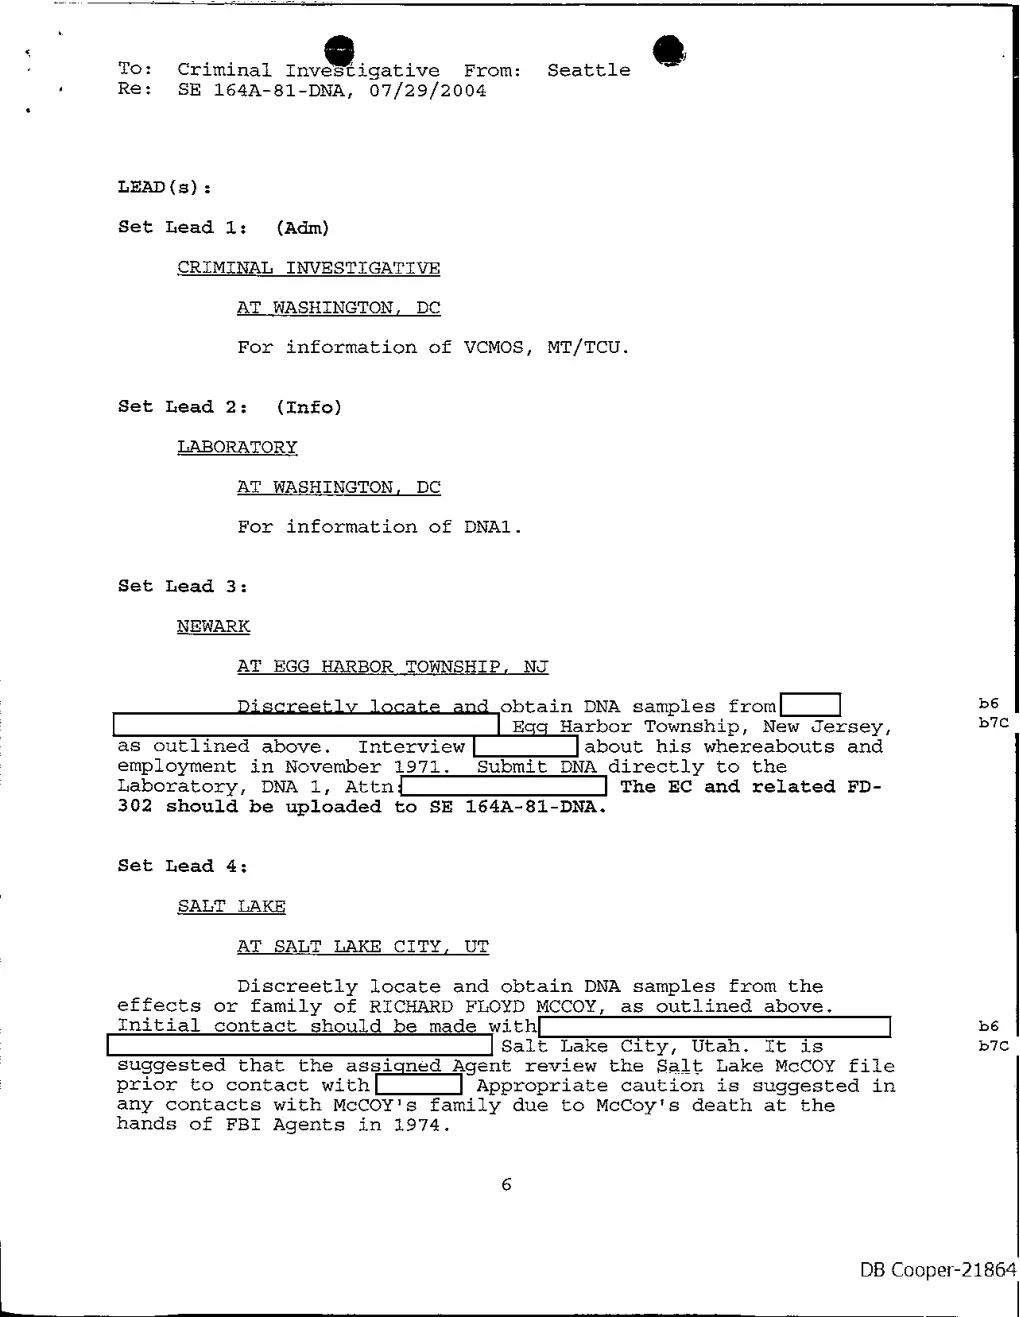 To: Criminal Investigative From: Seattle
Re: SE 164A-81-DNA, 07/29/2004
LEAD(s):
Set Lead 1: (Adm)
CRIMINAL INVESTIGATIVE
AT WASHINGTON, DC
For information of VCMOS, MT/TCU.
Set Lead 2: (Info)
LABORATORY
AT WASHINGTON, DC
For information of DNA1.
Set Lead 3:
NEWARK
AT EGG HARBOR TOWNSHIP, NJ
Discreetly locate and obtain DNA samples from b6
Egg Harbor Township, New Jersey, b7C
as outlined above. Interview about his whereabouts and
employment in November 1971. Submit DNA directly to the
Laboratory, DNA 1, Attn: The EC and related FD-
302 should be uploaded to SE 164A-81-DNA.
Set Lead 4:
SALT LAKE
AT SALT LAKE CITY, UT
Discreetly locate and obtain DNA samples from the
effects or family of RICHARD FLOYD MCCOY, as outlined above.
Initial contact should be made with b6
Salt Lake City, Utah. It is b7C
suggested that the assigned Agent review the Salt Lake McCOY file
prior to contact with Appropriate caution is suggested in
any contacts with McCOY's family due to McCoy's death at the
hands of FBI Agents in 1974.
6
DB Cooper-21864